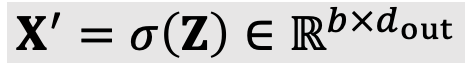 𝐗′ = σ(𝐙) ∈ ℝ^{b×d_out}